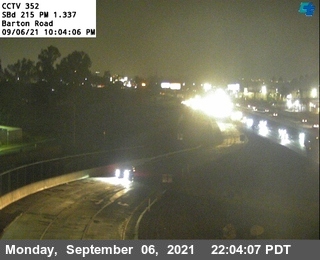 CCTV 352
SBd 215 PM 1.337
Barton Road
09/06/21 10:04:06 PM
Monday, September 06, 2021 22:04:07 PDT